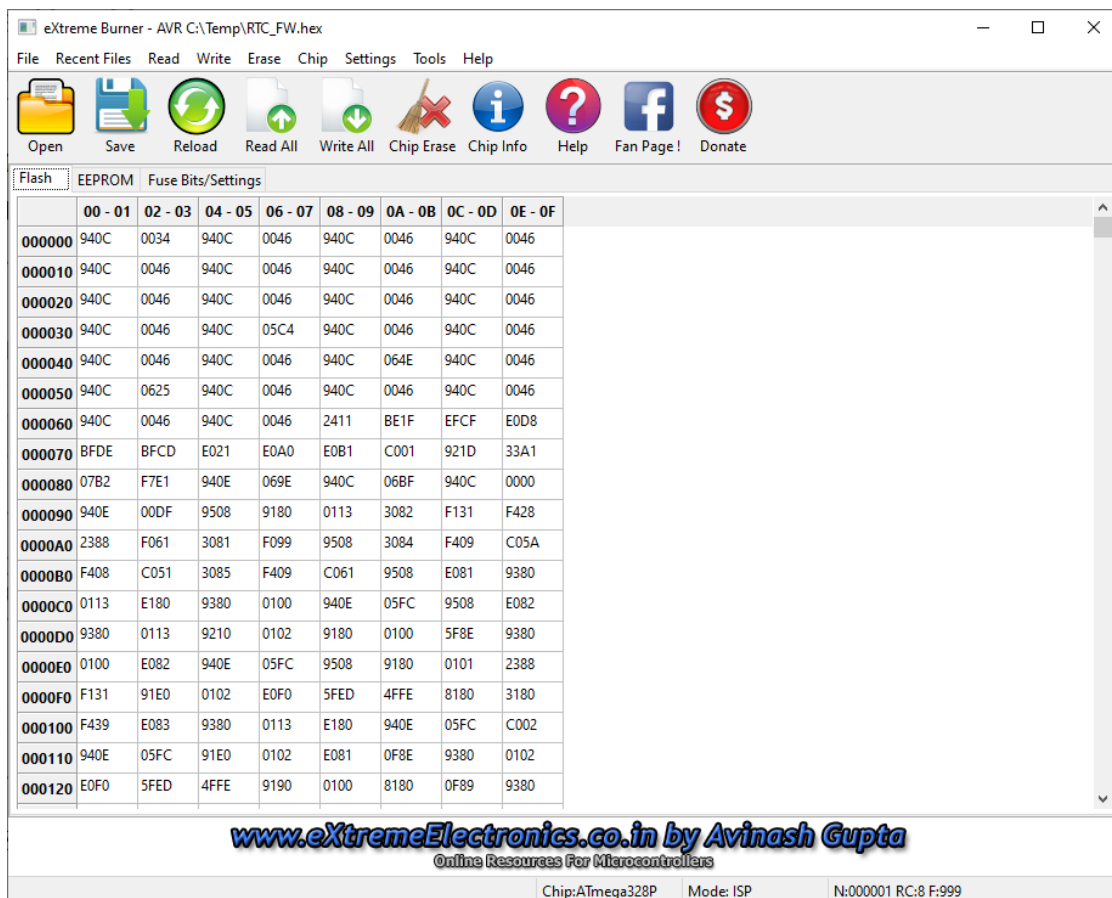 eXtreme Burner - AVR C:\Temp\RTC_FW.hex
File Recent Files Read Write Erase Chip Settings Tools Help
Open Save Reload Read All Write All Chip Erase Chip Info Help Fan Page ! Donate
Flash EEPROM Fuse Bits/Settings
00 - 01 02 - 03 04 - 05 06 - 07 08 - 09 0A - 0B 0C - 0D 0E - 0F
000000 940C 0034 940C 0046 940C 0046 940C 0046
000010 940C 0046 940C 0046 940C 0046 940C 0046
000020 940C 0046 940C 0046 940C 0046 940C 0046
000030 940C 0046 940C 05C4 940C 0046 940C 0046
000040 940C 0046 940C 0046 940C 064E 940C 0046
000050 940C 0625 940C 0046 940C 0046 940C 0046
000060 940C 0046 940C 0046 2411 BE1F EFCF E0D8
000070 BFDE BFCD E021 E0A0 E0B1 C001 921D 33A1
000080 07B2 F7E1 940E 069E 940C 06BF 940C 0000
000090 940E 00DF 9508 9180 0113 3082 F131 F428
0000A0 2388 F061 3081 F099 9508 3084 F409 C05A
0000B0 F408 C051 3085 F409 C061 9508 E081 9380
0000C0 0113 E180 9380 0100 940E 05FC 9508 E082
0000D0 9380 0113 9210 0102 9180 0100 5F8E 9380
0000E0 0100 E082 940E 05FC 9508 9180 0101 2388
0000F0 F131 91E0 0102 E0F0 5FED 4FFE 8180 3180
000100 F439 E083 9380 0113 E180 940E 05FC C002
000110 940E 05FC 91E0 0102 E081 0F8E 9380 0102
000120 E0F0 5FED 4FFE 9190 0100 8180 0F89 9380
www.eXtremeElectronics.co.in by Avinash Gupta
Online Resources For Microcontrollers
Chip:ATmega328P Mode: ISP N:000001 RC:8 F:999